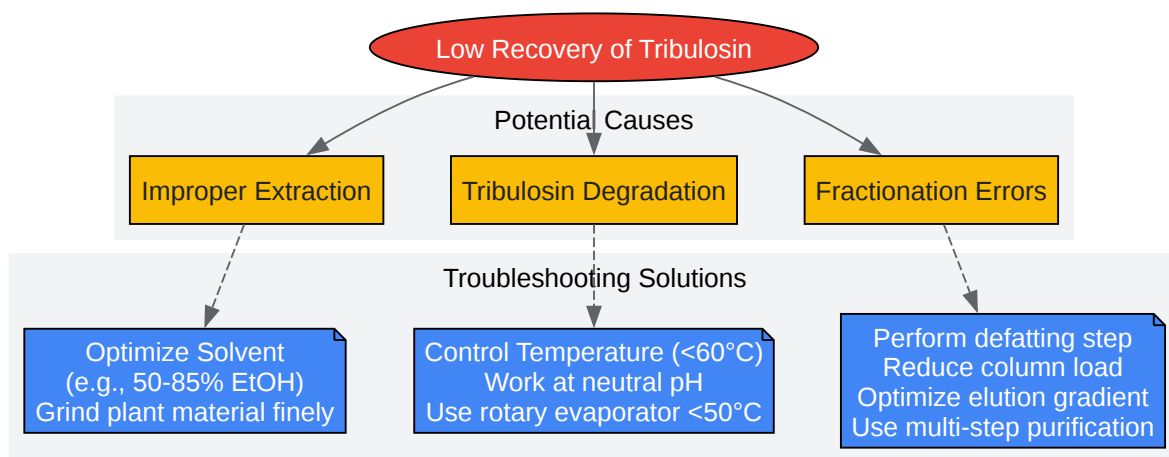 Low Recovery of Tribulosin
Potential Causes
Improper Extraction
Tribulosin Degradation
Fractionation Errors
Troubleshooting Solutions
Optimize Solvent
(e.g., 50-85% EtOH)
Grind plant material finely
Control Temperature (<60°C)
Work at neutral pH
Use rotary evaporator <50°C
Perform defatting step
Reduce column load
Optimize elution gradient
Use multi-step purification